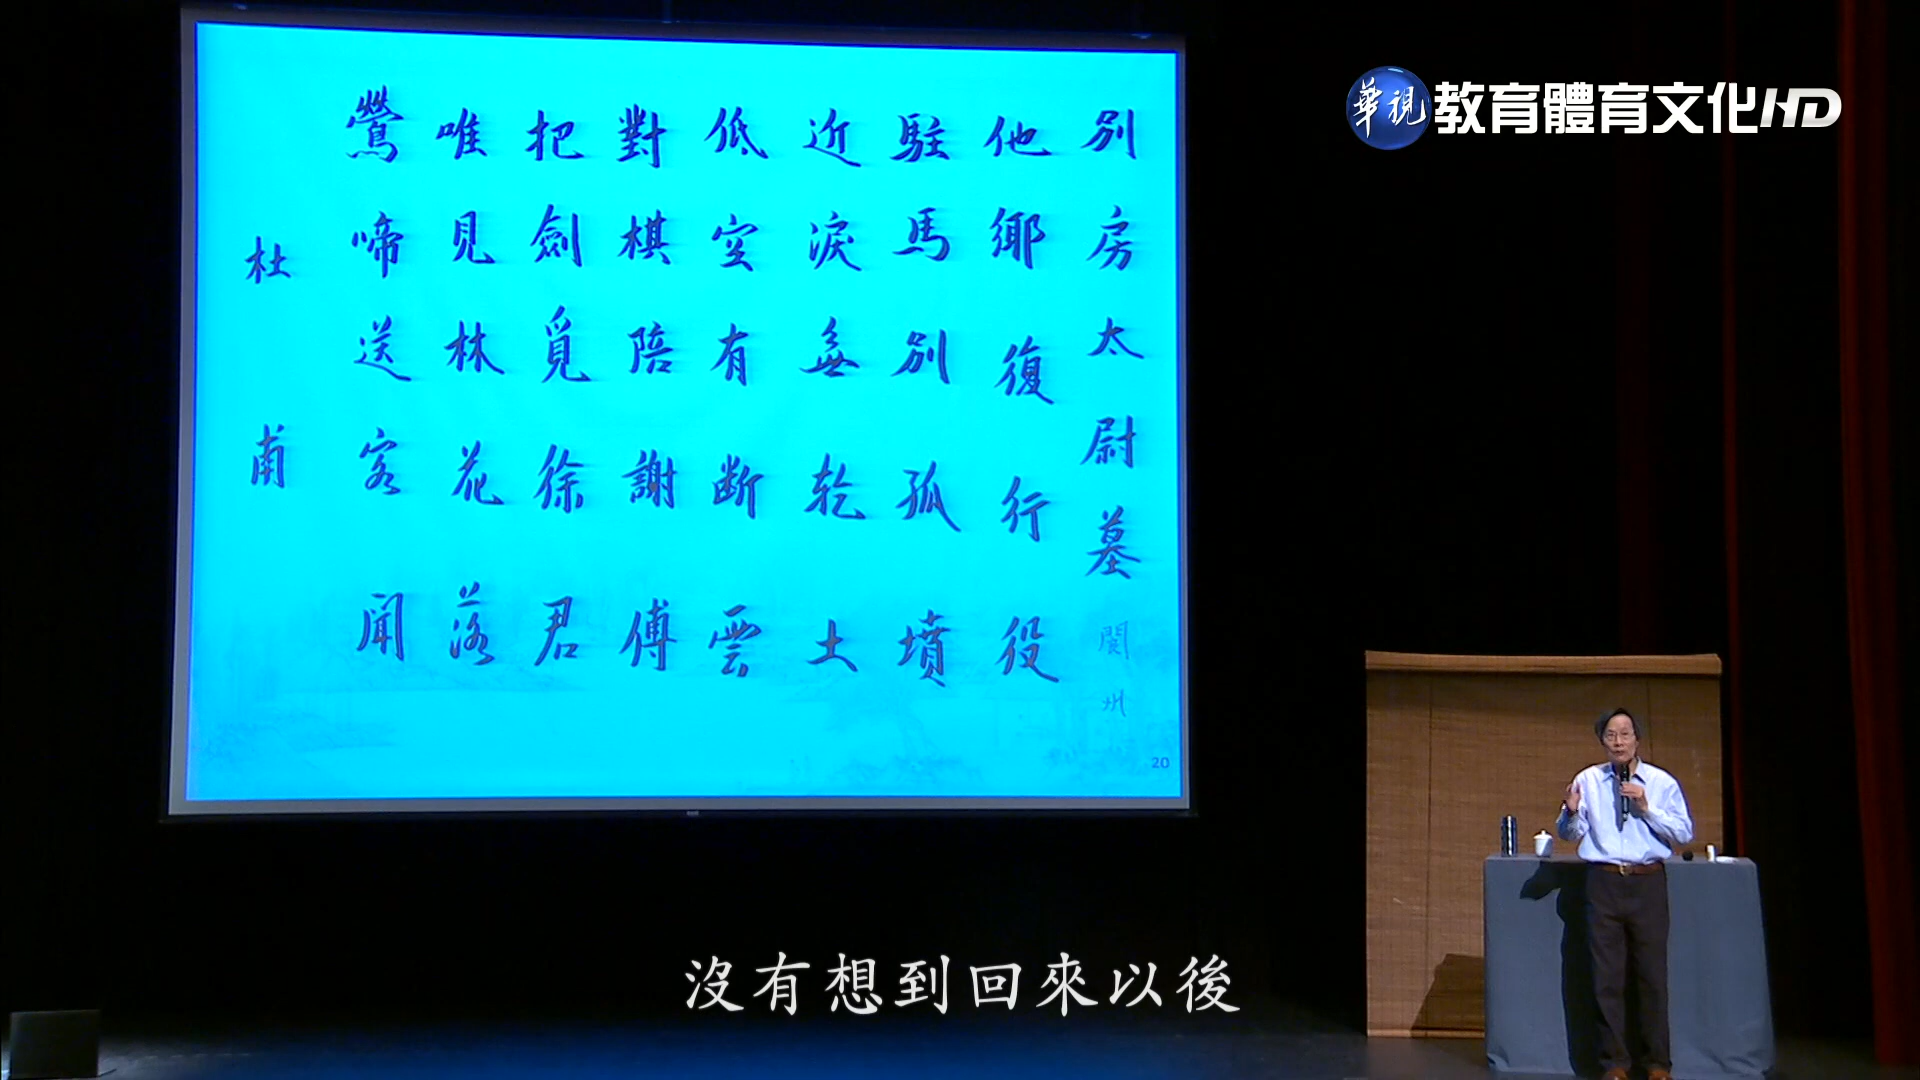 華視 教育體育文化HD
別房太尉墓 閬州
他鄉復行役
駐馬別孤墳
近淚無乾土
低空有断雲
對棋陪謝傅
把劍覓徐君
唯見林花落
鶯啼送客聞
杜甫
20
沒有想到回來以後